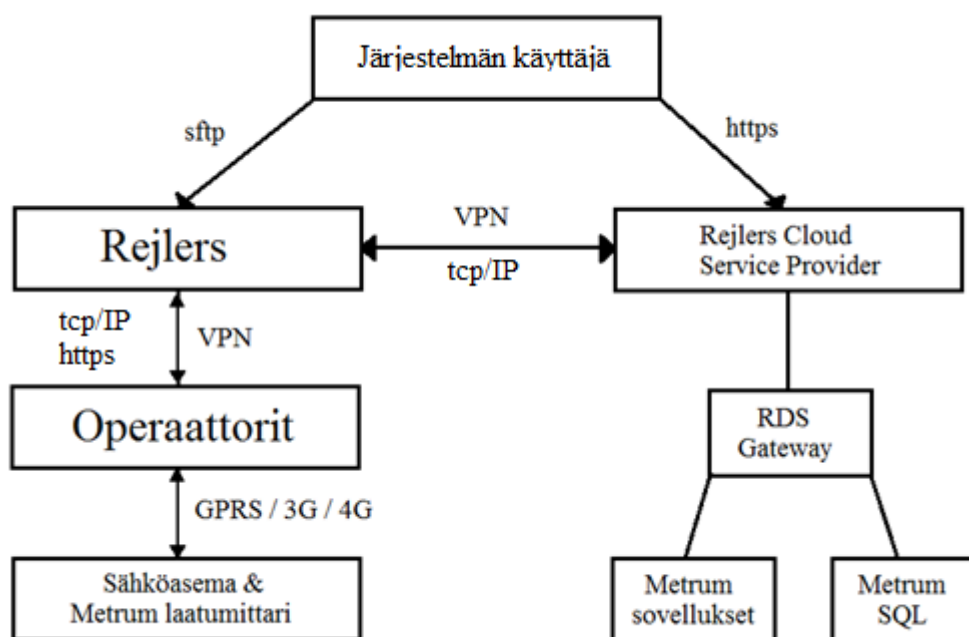 Järjestelmän käyttäjä
sftp
https
Rejlers
VPN
tcp/IP
Rejlers Cloud
Service Provider
tcp/IP
https
VPN
Operaattorit
RDS
Gateway
GPRS / 3G / 4G
Sähköasema &
Metrum laatumittari
Metrum
sovellukset
Metrum
SQL